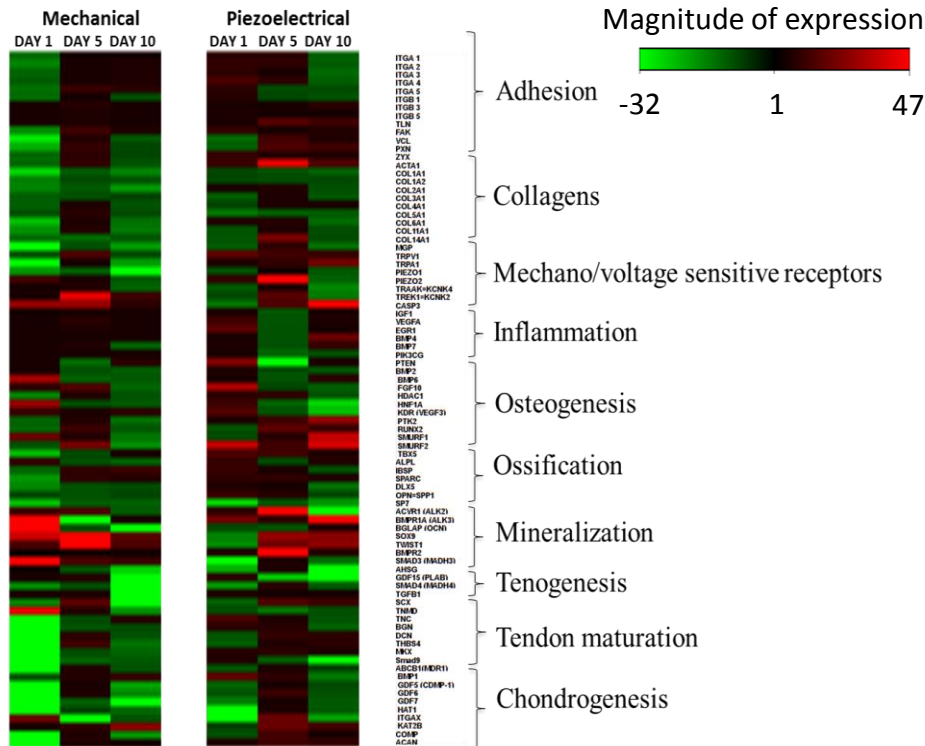 Mechanical
DAY 1 DAY 5 DAY 10
Piezoelectrical
DAY 1 DAY 5 DAY 10
Magnitude of expression
-32 1 47
ITGA 1
ITGA 2
ITGA 3
ITGA 4
ITGA 5
ITGB 1
ITGB 3
ITGB 5
TLN
FAK
VCL
PXN
ZYX
ACTA1
COL1A1
COL1A2
COL2A1
COL3A1
COL4A1
COL5A1
COL6A1
COL11A1
COL14A1
MGP
TRPV1
TRPA1
PIEZO1
PIEZO2
TRAAK=KCNK4
TREK1=KCNK2
CASP3
IGF1
VEGFA
EGR1
BMP4
BMP7
PIK3CG
PTEN
BMP2
BMP6
FGF10
HDAC1
HNF1A
KDR (VEGF3)
PTK2
RUNX2
SMURF1
SMURF2
TBX5
ALPL
IBSP
SPARC
DLX5
OPN=SPP1
SP7
ACVR1 (ALK2)
BMPR1A (ALK3)
BGLAP (OCN)
SOX9
TWIST1
BMPR2
SMAD3 (MADH3)
AHSG
GDF15 (PLAB)
SMAD4 (MADH4)
TGFB1
SCX
TNMD
TNC
BGN
DCN
THBS4
MKX
Smad9
ABCB1(MDR1)
BMP1
GDF5 (CDMP-1)
GDF6
GDF7
HAT1
ITGAX
KAT2B
COMP
ACAN
Adhesion
Collagens
Mechano/voltage sensitive receptors
Inflammation
Osteogenesis
Ossification
Mineralization
Tenogenesis
Tendon maturation
Chondrogenesis